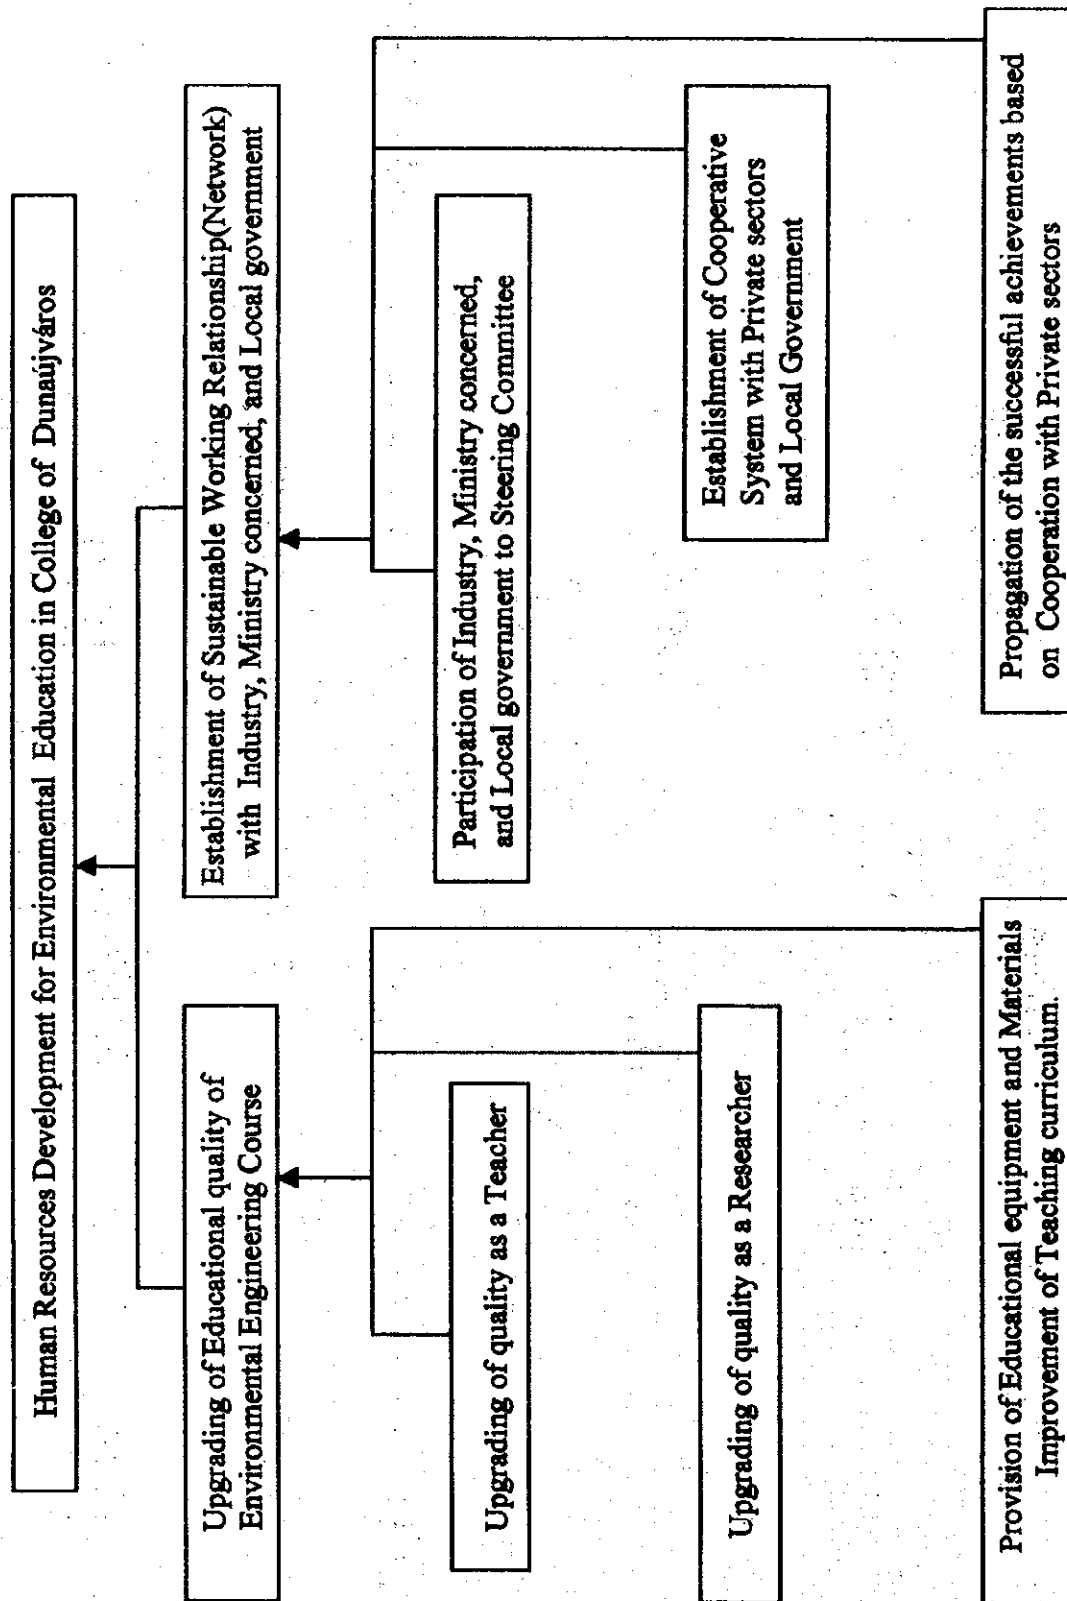 Human Resources Development for Environmental Education in College of Dunaújváros
Upgrading of Educational quality of
Environmental Engineering Course
Establishment of Sustainable Working Relationship(Network)
with Industry, Ministry concerned, and Local government
Upgrading of quality as a Teacher
Participation of Industry, Ministry concerned,
and Local government to Steering Committee
Upgrading of quality as a Researcher
Establishment of Cooperative
System with Private sectors
and Local Government
Provision of Educational equipment and Materials
Improvement of Teaching curriculum.
Propagation of the successful achievements based
on Cooperation with Private sectors